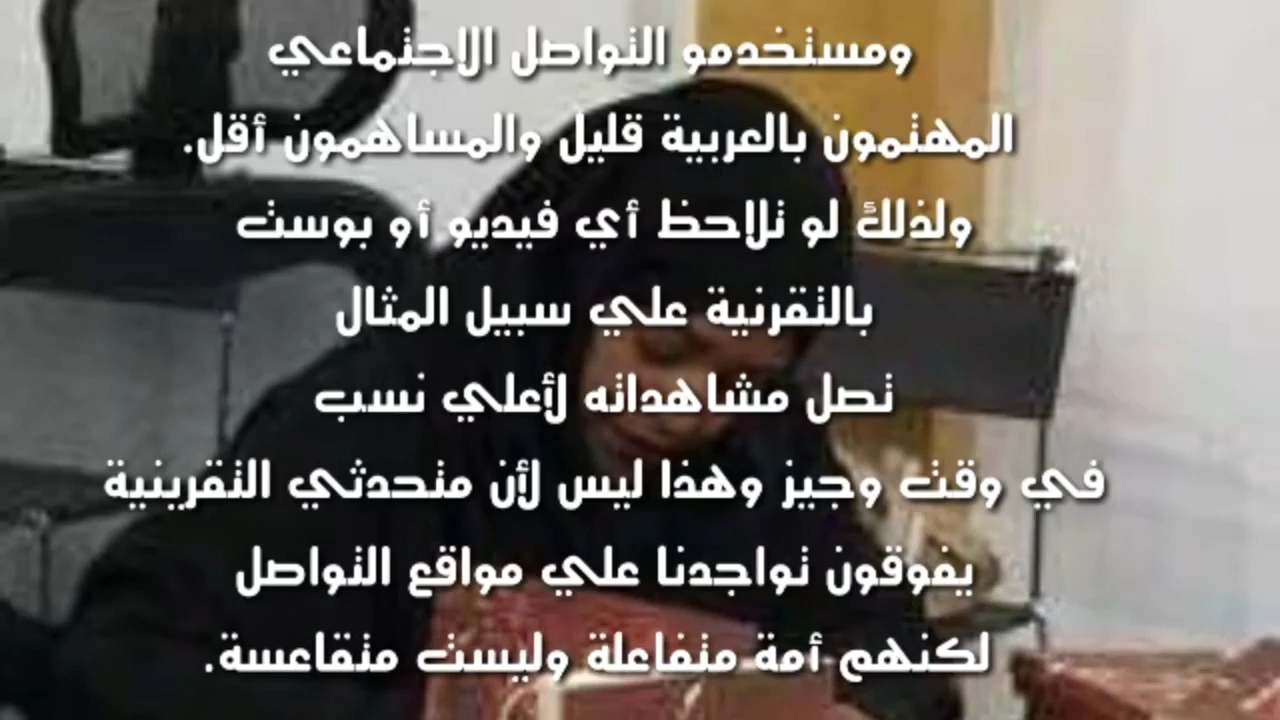 ومستخدمو التواصل الاجتماعي
المهتمون بالعربية قليل والمساهمون أقل.
ولذلك لو تلاحظ أي فيديو أو بوست
بالتقرنية علي سبيل المثال
تصل مشاهداته لأعلي نسب
في وقت وجيز وهذا ليس لأن متحدثي التقرينية
يفوقون تواجدنا علي مواقع التواصل
لكنهم أمة متفاعلة وليست متقاعسة.